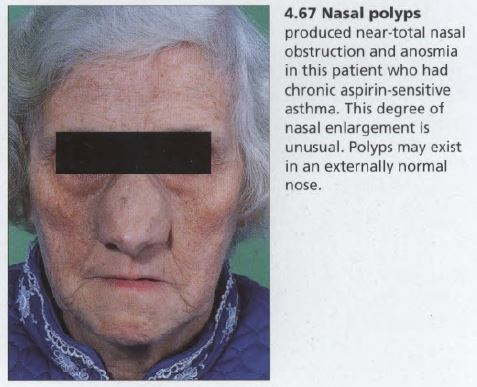 4.67 Nasal polyps
produced near-total nasal
obstruction and anosmia
in this patient who had
chronic aspirin-sensitive
asthma. This degree of
nasal enlargement is
unusual. Polyps may exist
in an externally normal
nose.